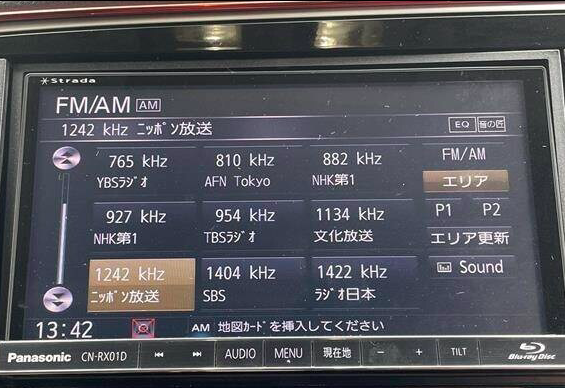 Strada
FM/AM AM
1242 kHz ニッポン放送
EQ 音の匠
765 kHz 810 kHz 882 kHz FM/AM
YBSラジオ AFN Tokyo NHK第1 エリア
927 kHz 954 kHz 1134 kHz P1 P2
NHK第1 TBSラジオ 文化放送 エリア更新
1242 kHz 1404 kHz 1422 kHz Sound
ニッポン放送 SBS ラジオ日本
13:42 AM 地図カードを挿入してください
Panasonic CN-RX01D AUDIO MENU 現在地 − + TILT Blu-ray Disc